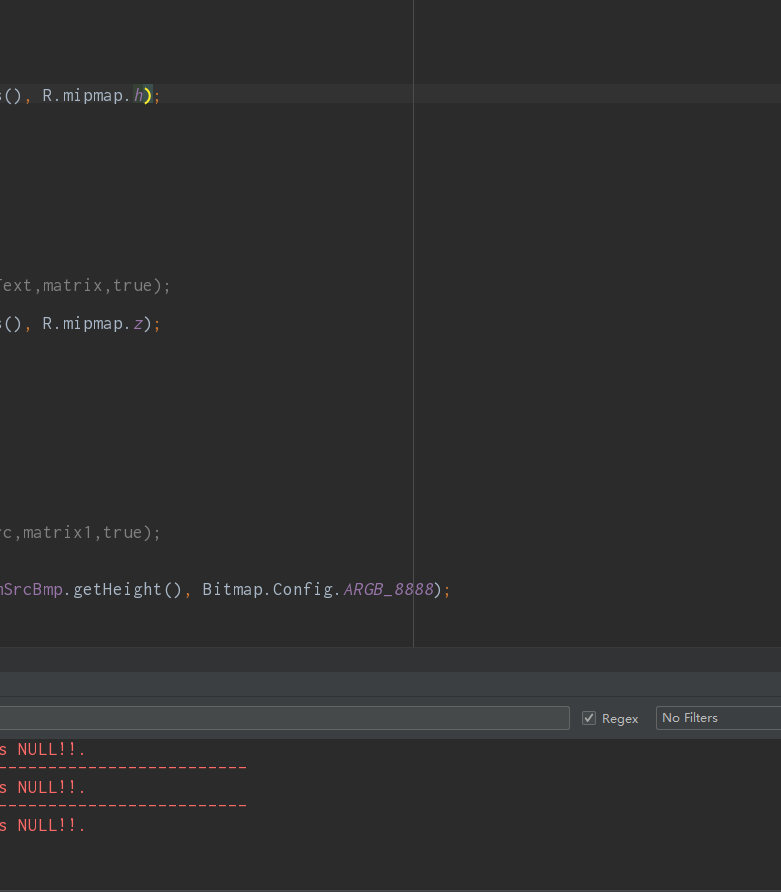 s(), R.mipmap.h);
Text,matrix,true);
s(), R.mipmap.z);
rc,matrix1,true);
mSrcBmp.getHeight(), Bitmap.Config.ARGB_8888);
Regex
No Filters
s NULL!!.
-------------------------
s NULL!!.
-------------------------
s NULL!!.